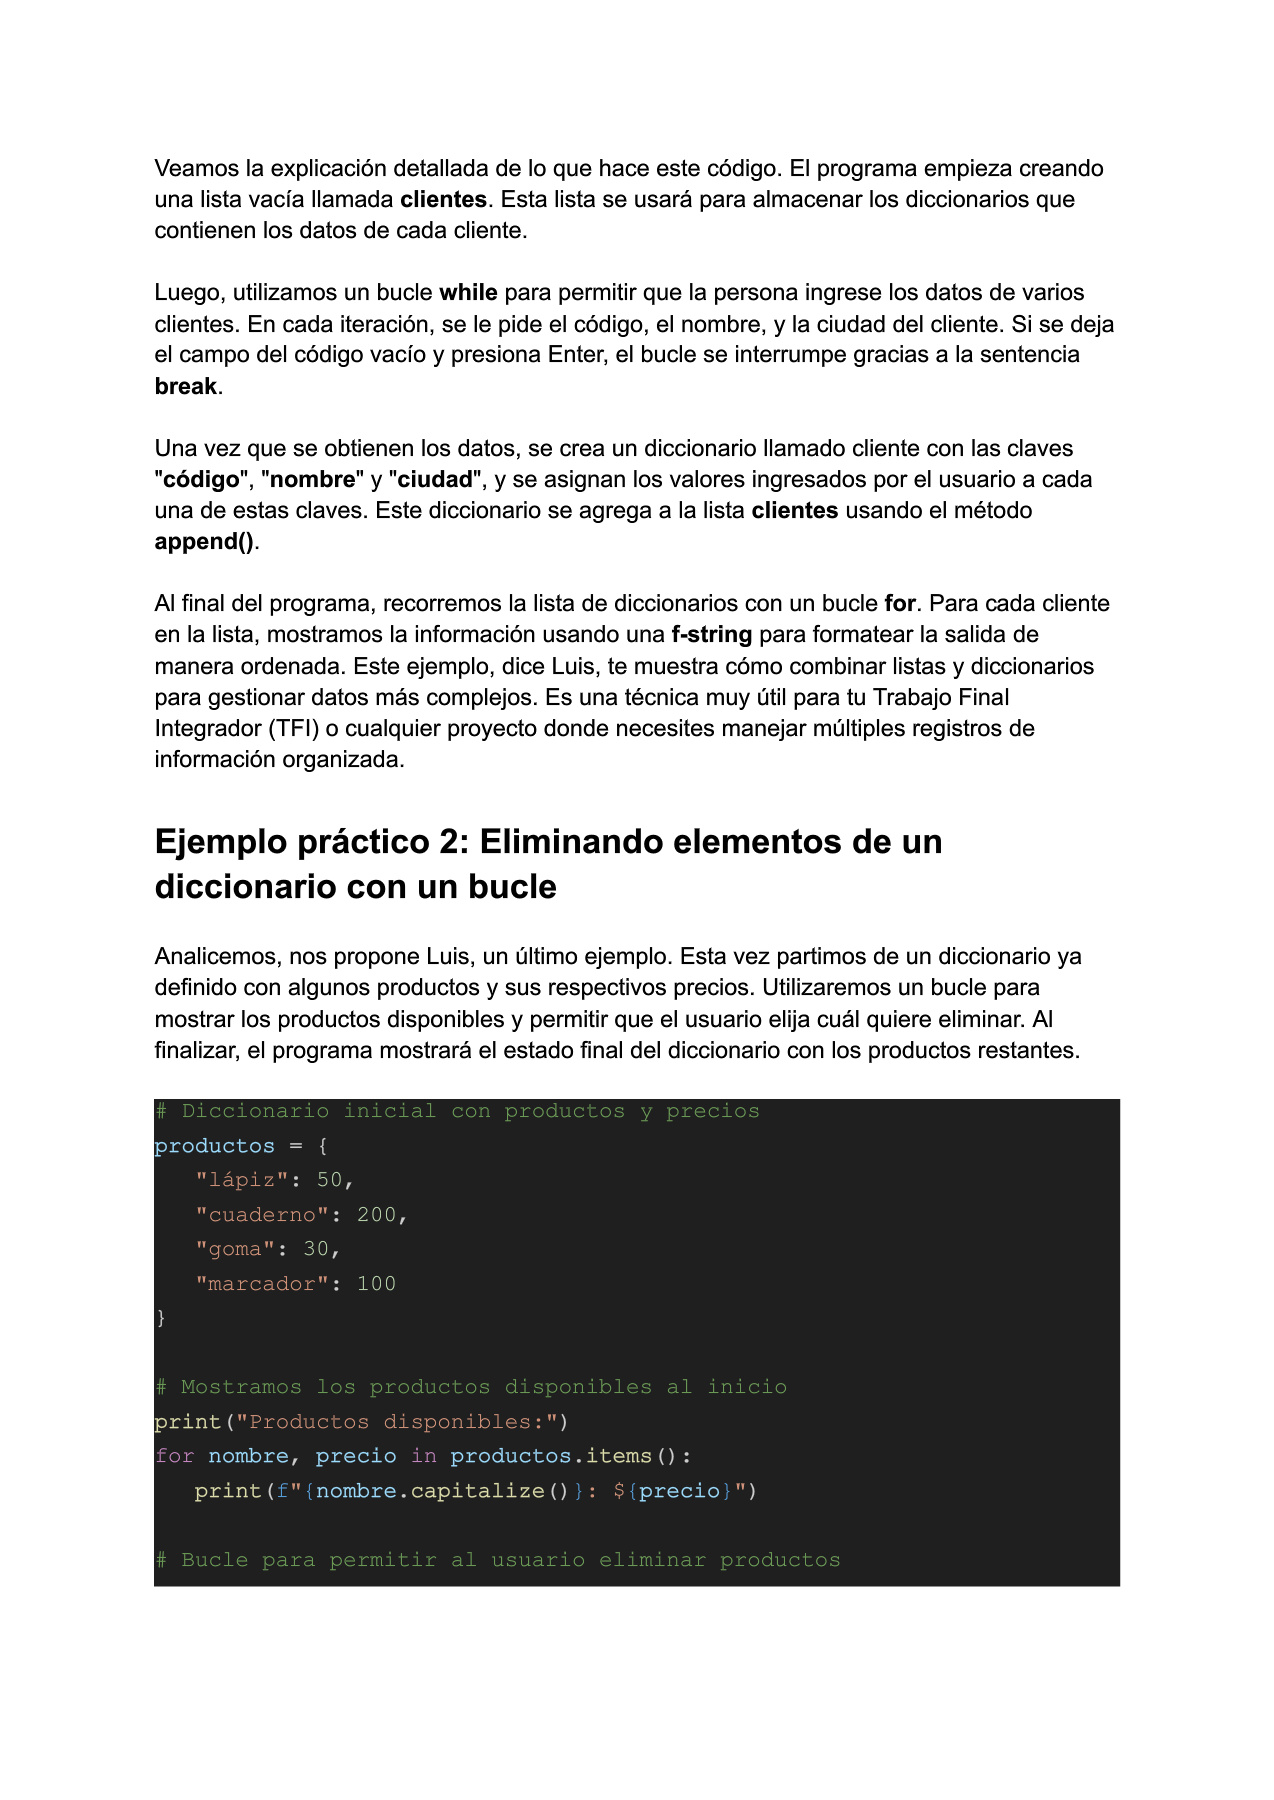 Veamos la explicación detallada de lo que hace este código. El programa empieza creando
una lista vacía llamada clientes. Esta lista se usará para almacenar los diccionarios que
contienen los datos de cada cliente.
Luego, utilizamos un bucle while para permitir que la persona ingrese los datos de varios
clientes. En cada iteración, se le pide el código, el nombre, y la ciudad del cliente. Si se deja
el campo del código vacío y presiona Enter, el bucle se interrumpe gracias a la sentencia
break.
Una vez que se obtienen los datos, se crea un diccionario llamado cliente con las claves
"código", "nombre" y "ciudad", y se asignan los valores ingresados por el usuario a cada
una de estas claves. Este diccionario se agrega a la lista clientes usando el método
append().
Al final del programa, recorremos la lista de diccionarios con un bucle for. Para cada cliente
en la lista, mostramos la información usando una f-string para formatear la salida de
manera ordenada. Este ejemplo, dice Luis, te muestra cómo combinar listas y diccionarios
para gestionar datos más complejos. Es una técnica muy útil para tu Trabajo Final
Integrador (TFI) o cualquier proyecto donde necesites manejar múltiples registros de
información organizada.
Ejemplo práctico 2: Eliminando elementos de un
diccionario con un bucle
Analicemos, nos propone Luis, un último ejemplo. Esta vez partimos de un diccionario ya
definido con algunos productos y sus respectivos precios. Utilizaremos un bucle para
mostrar los productos disponibles y permitir que el usuario elija cuál quiere eliminar. Al
finalizar, el programa mostrará el estado final del diccionario con los productos restantes.
# Diccionario inicial con productos y precios
productos = {
   "lápiz": 50,
   "cuaderno": 200,
   "goma": 30,
   "marcador": 100
}
# Mostramos los productos disponibles al inicio
print("Productos disponibles:")
for nombre, precio in productos.items():
   print(f"{nombre.capitalize()}: ${precio}")
# Bucle para permitir al usuario eliminar productos